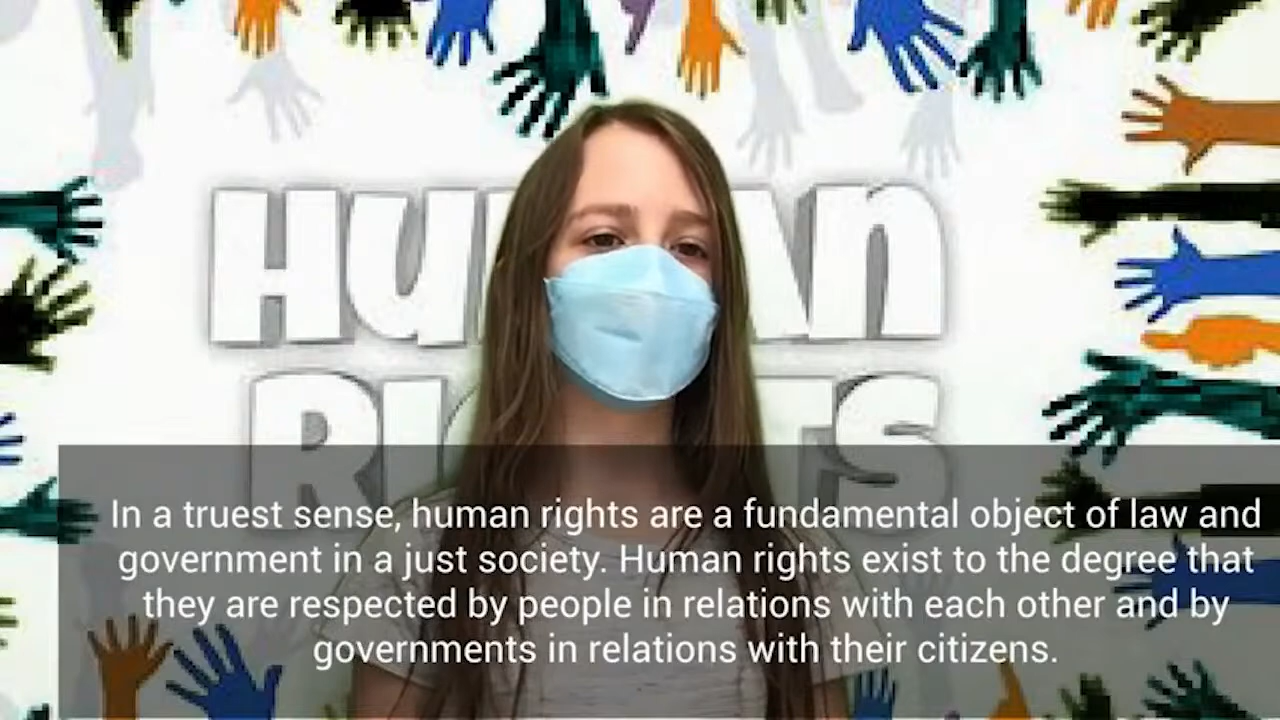 HUMAN
RIGHTS
In a truest sense, human rights are a fundamental object of law and
government in a just society. Human rights exist to the degree that
they are respected by people in relations with each other and by
governments in relations with their citizens.